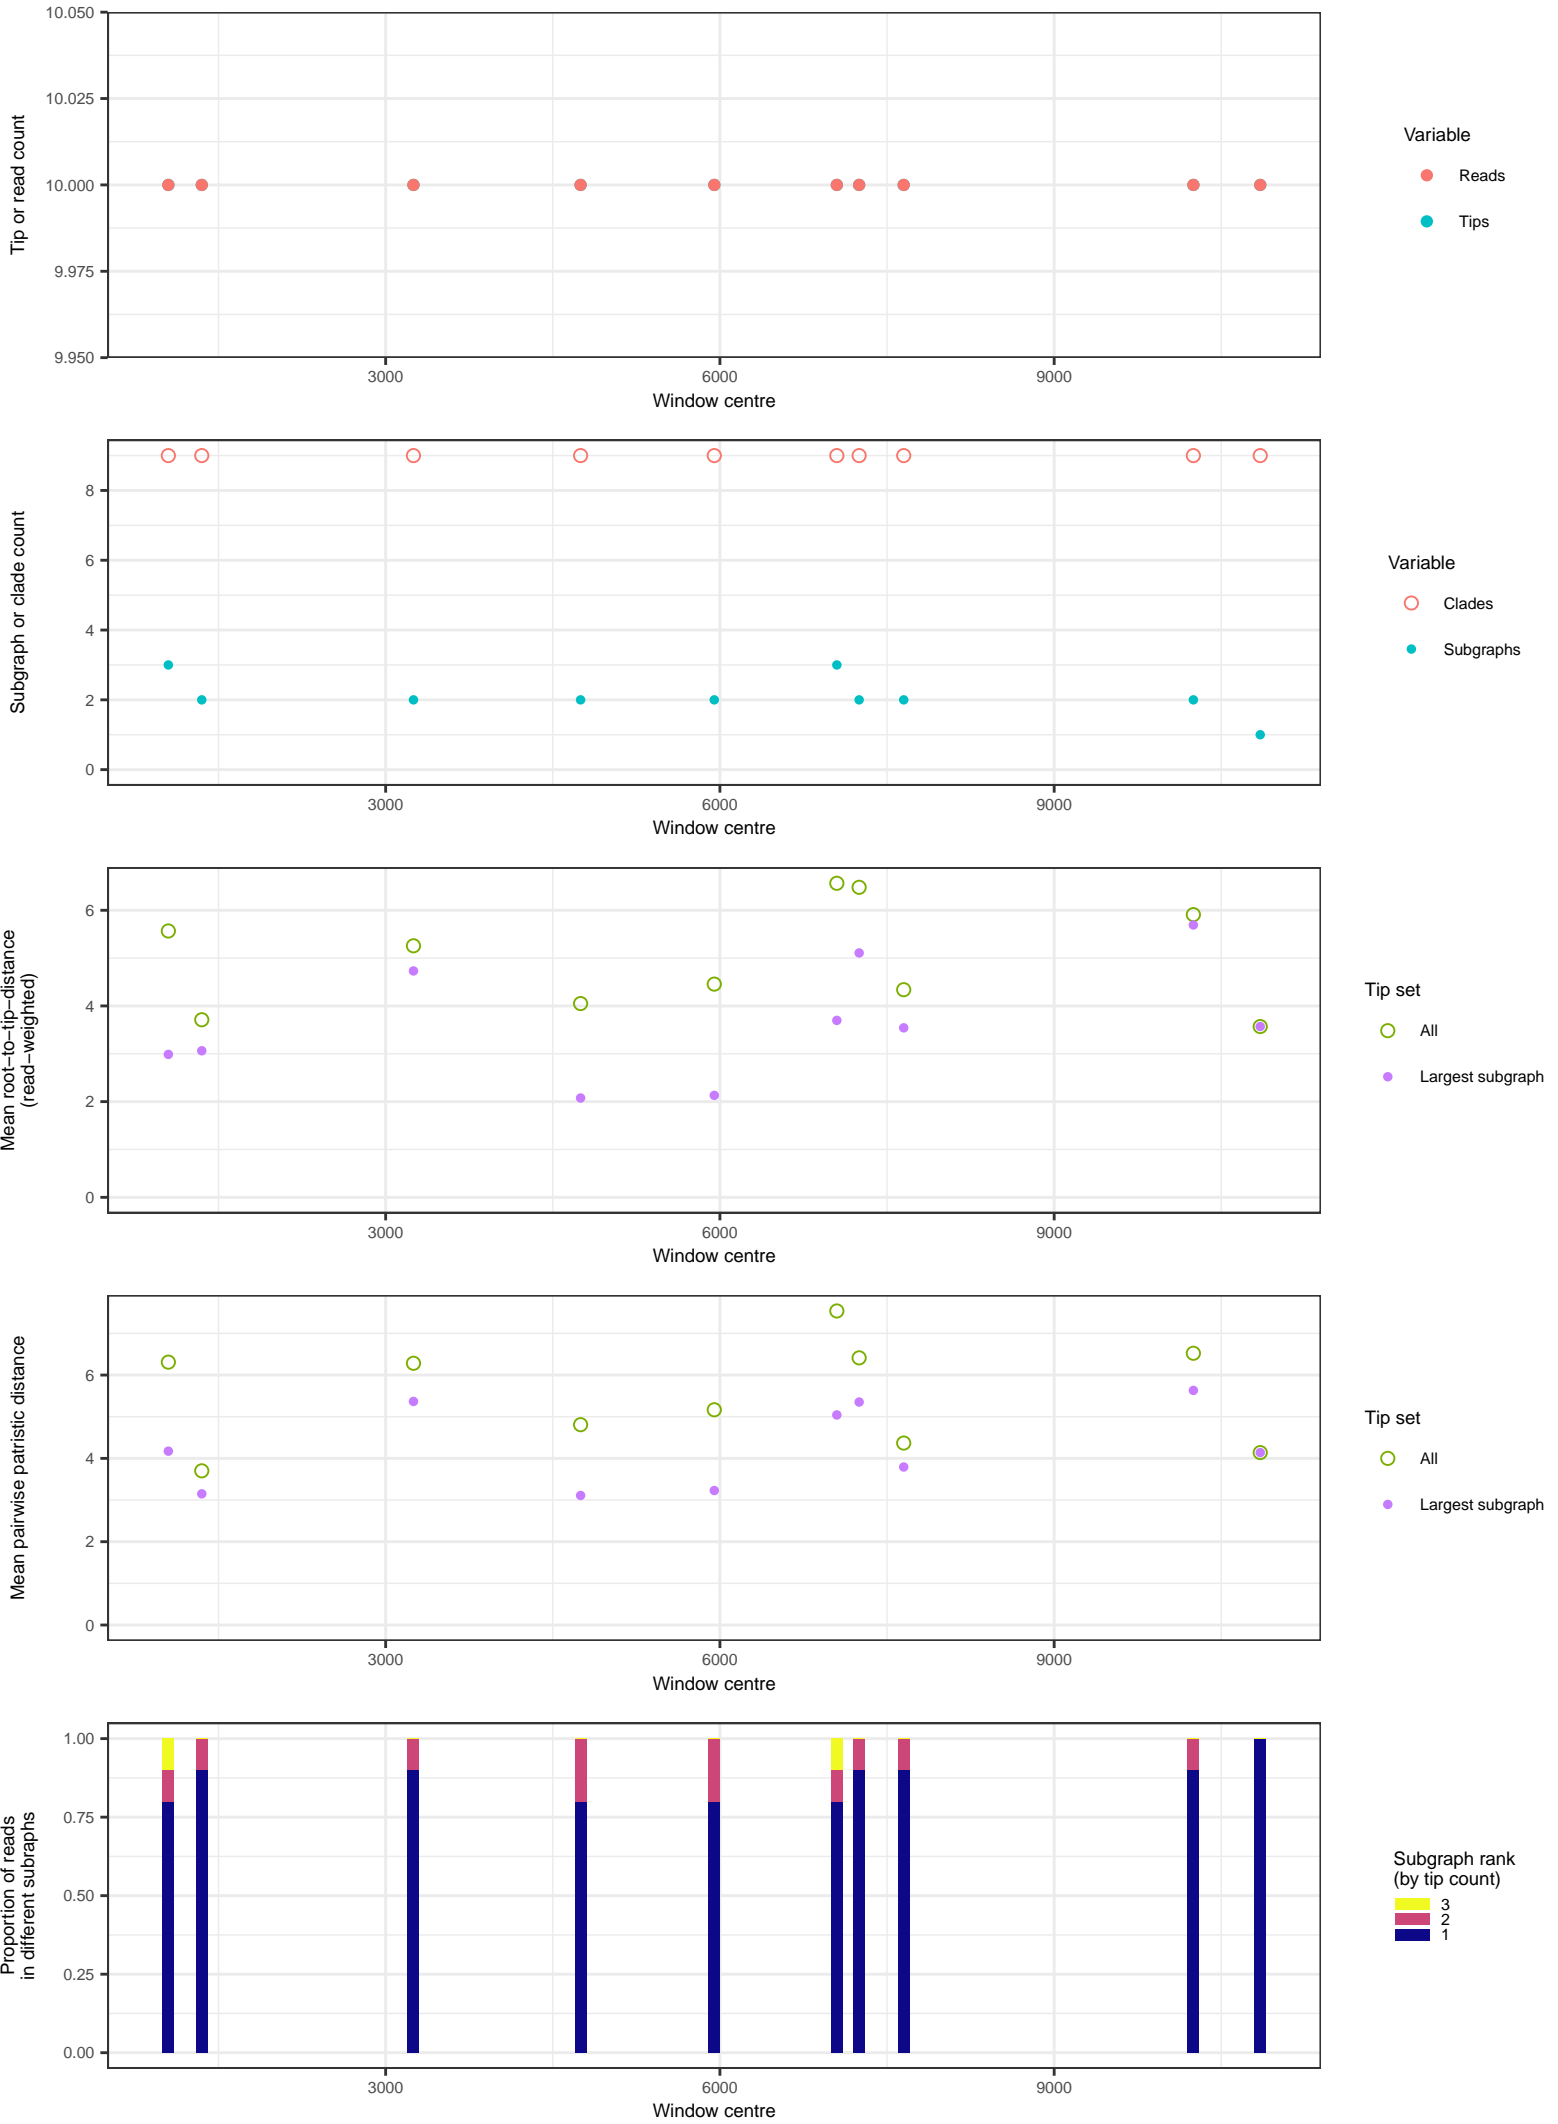 10.050
10.025
10.000
9.975
9.950
Tip or read count
3000
6000
9000
Window centre
Variable
Reads
Tips
8
6
4
2
0
Subgraph or clade count
3000
6000
9000
Window centre
Variable
Clades
Subgraphs
6
4
2
0
Mean root−to−tip−distance
(read−weighted)
3000
6000
9000
Window centre
Tip set
All
Largest subgraph
6
4
2
0
Mean pairwise patristic distance
3000
6000
9000
Window centre
Tip set
All
Largest subgraph
1.00
0.75
0.50
0.25
0.00
Proportion of reads
in different subraphs
3000
6000
9000
Window centre
Subgraph rank
(by tip count)
3
2
1